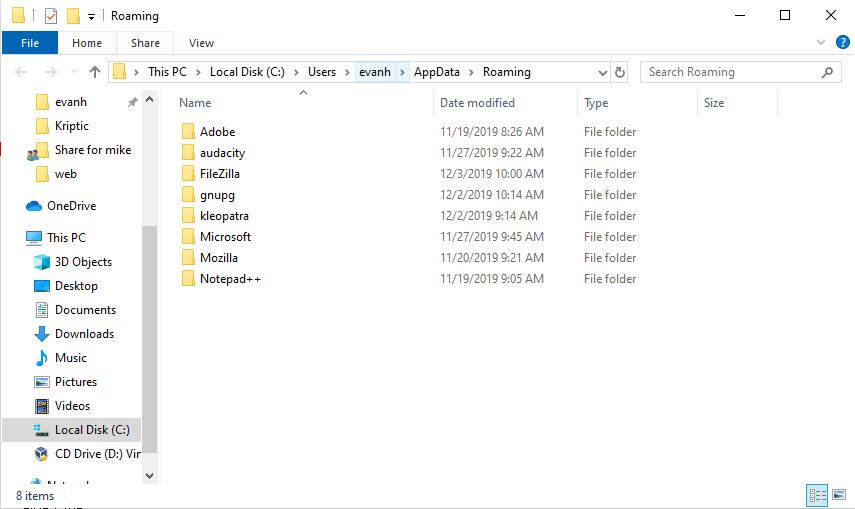 Roaming
File Home Share View
This PC Local Disk (C:) Users evanh AppData Roaming Search Roaming
Name Date modified Type Size
evanh
Kriptic
Share for mike
web
OneDrive
This PC
3D Objects
Desktop
Documents
Downloads
Music
Pictures
Videos
Local Disk (C:)
CD Drive (D:) Vir
Adobe 11/19/2019 8:26 AM File folder
audacity 11/27/2019 9:22 AM File folder
FileZilla 12/3/2019 10:00 AM File folder
gnupg 12/2/2019 10:14 AM File folder
kleopatra 12/2/2019 9:14 AM File folder
Microsoft 11/27/2019 9:45 AM File folder
Mozilla 11/20/2019 9:21 AM File folder
Notepad++ 11/19/2019 9:05 AM File folder
8 items